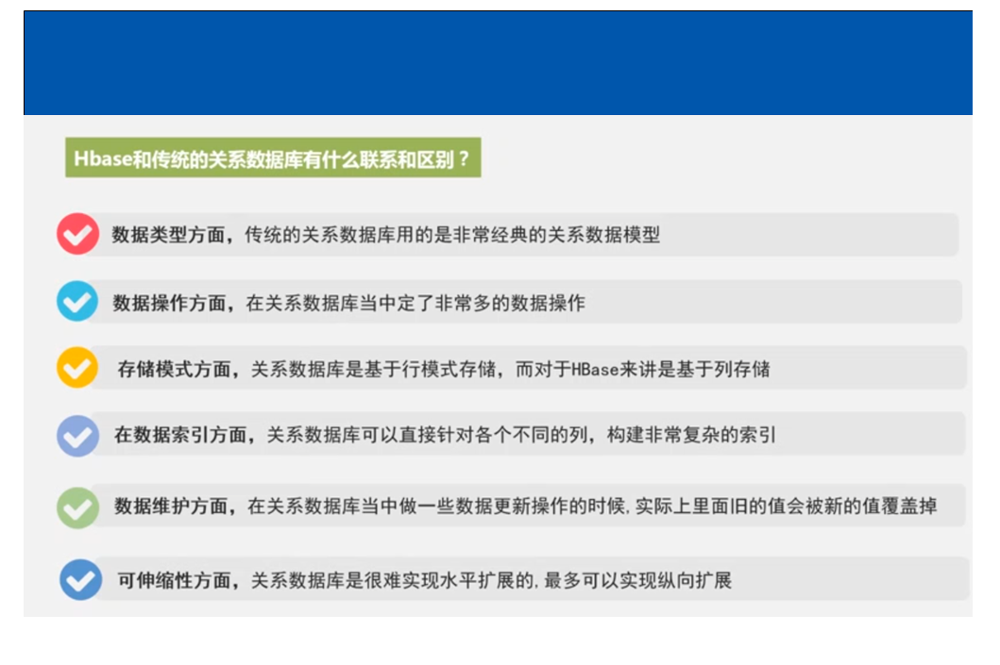 Hbase和传统的关系数据库有什么联系和区别？
数据类型方面，传统的关系数据库用的是非常经典的关系数据模型
数据操作方面，在关系数据库当中定了非常多的数据操作
存储模式方面，关系数据库是基于行模式存储，而对于HBase来讲是基于列存储
在数据索引方面，关系数据库可以直接针对各个不同的列，构建非常复杂的索引
数据维护方面，在关系数据库当中做一些数据更新操作的时候,实际上里面旧的值会被新的值覆盖掉
可伸缩性方面，关系数据库是很难实现水平扩展的,最多可以实现纵向扩展